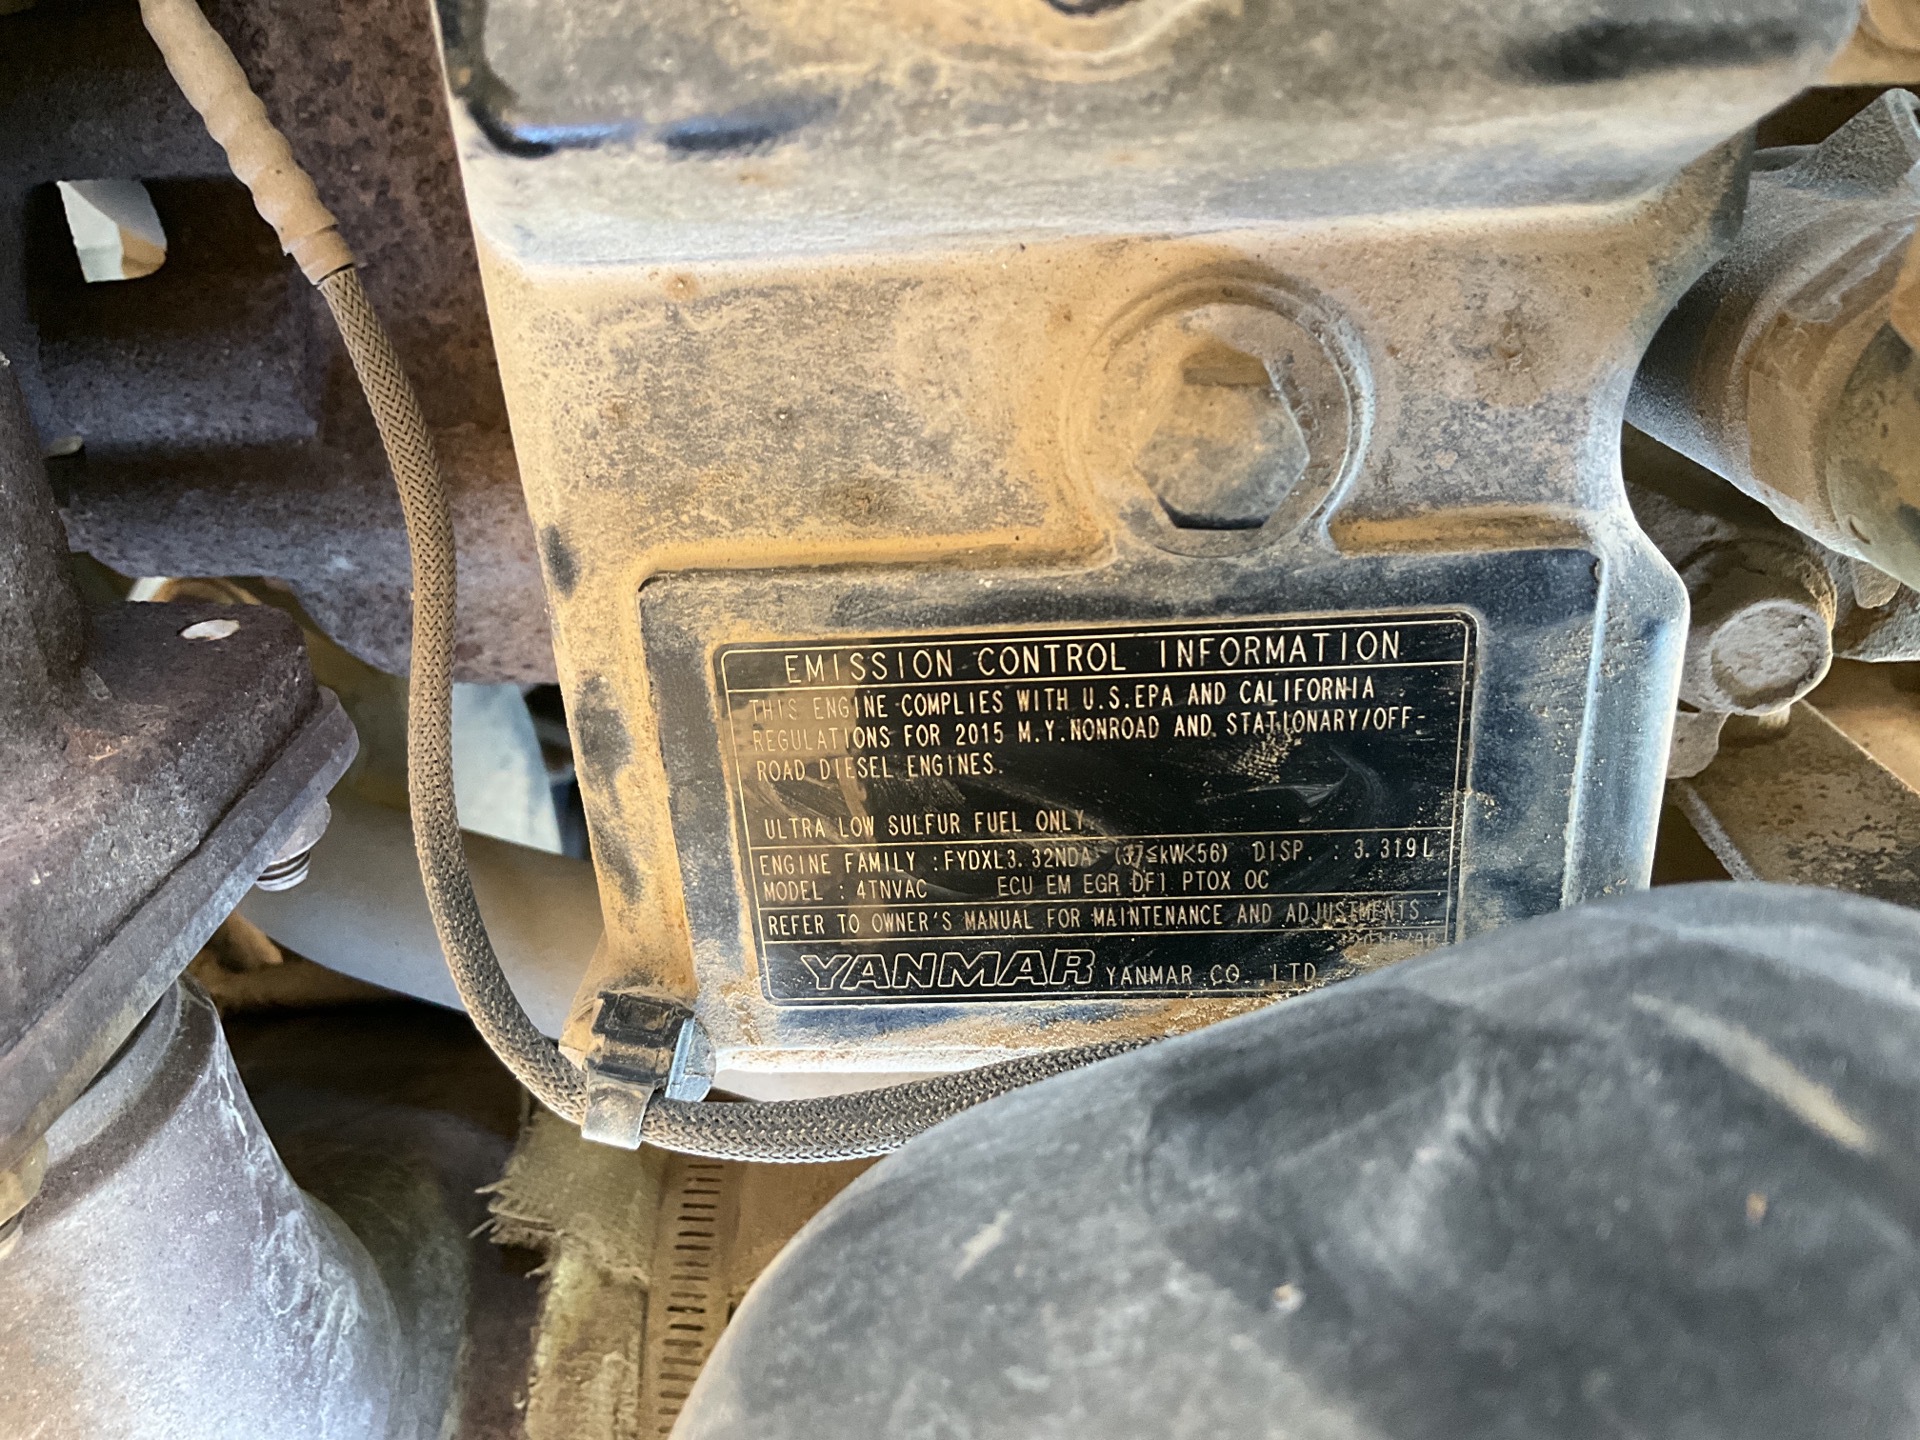 EMISSION CONTROL INFORMATION
THIS ENGINE COMPLIES WITH U.S.EPA AND CALIFORNIA
REGULATIONS FOR 2015 M.Y.NONROAD AND STATIONARY/OFF-
ROAD DIESEL ENGINES.
ULTRA LOW SULFUR FUEL ONLY
ENGINE FAMILY :FYDXL3.32NDA (37≤kW<56) DISP. : 3.319L
MODEL : 4TNVAC ECU EM EGR DFI PTOX OC
REFER TO OWNER'S MANUAL FOR MAINTENANCE AND ADJUSTMENTS
YANMAR YANMAR CO.,LTD